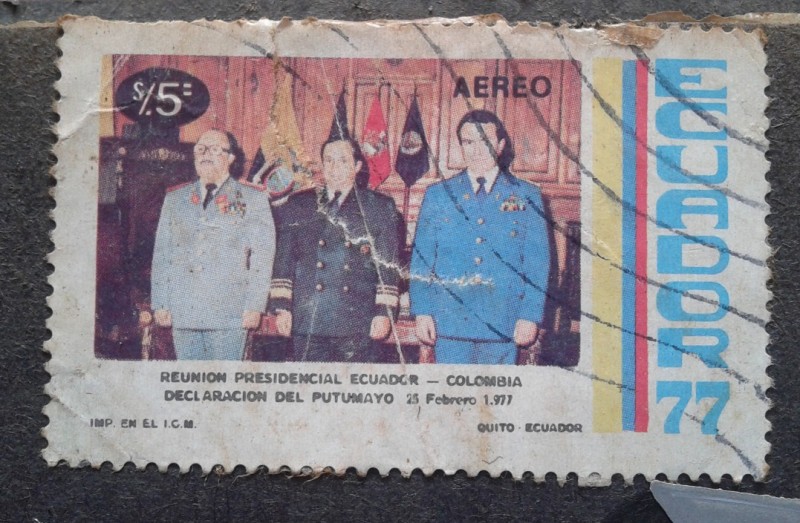 S/.5=
AEREO
ECUADOR
77
REUNION PRESIDENCIAL ECUADOR — COLOMBIA
DECLARACION DEL PUTUMAYO 25 Febrero 1.977
IMP. EN EL I.G.M.
QUITO - ECUADOR